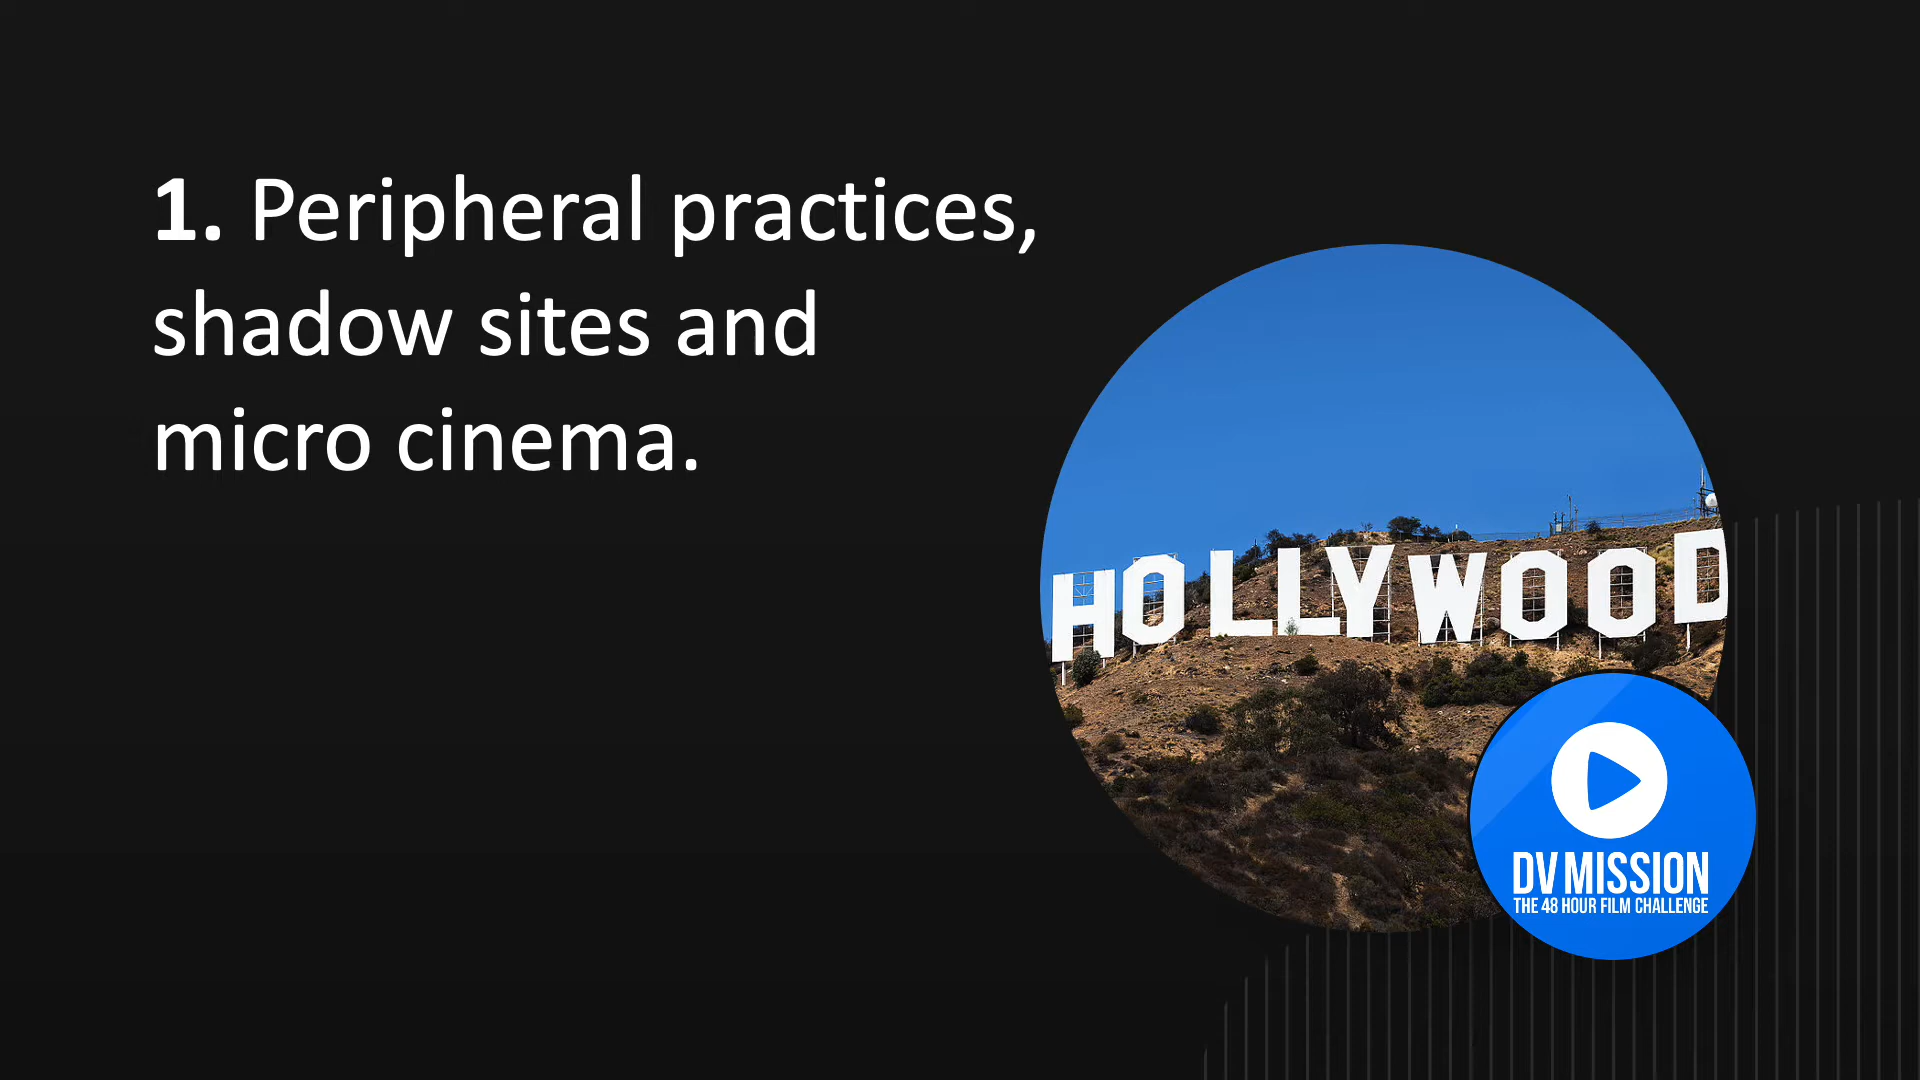 1. Peripheral practices,
shadow sites and
micro cinema.
HOLLYWOOD
DV MISSION
THE 48 HOUR FILM CHALLENGE